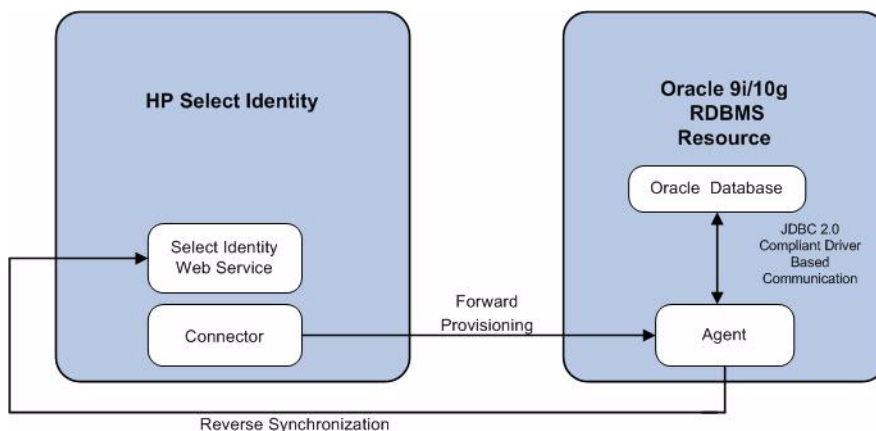 HP Select Identity
Oracle 9i/10g
RDBMS
Resource
Oracle Database
JDBC 2.0
Compliant Driver
Based
Communication
Select Identity
Web Service
Forward
Provisioning
Connector
Agent
Reverse Synchronization